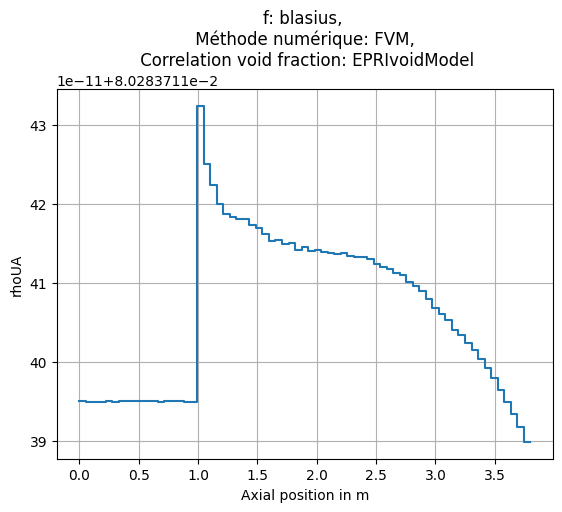 f: blasius,
Méthode numérique: FVM,
Correlation void fraction: EPRIvoidModel
1e−11+8.0283711e−2
43
42
41
40
39
rhoUA
0.0 0.5 1.0 1.5 2.0 2.5 3.0 3.5
Axial position in m